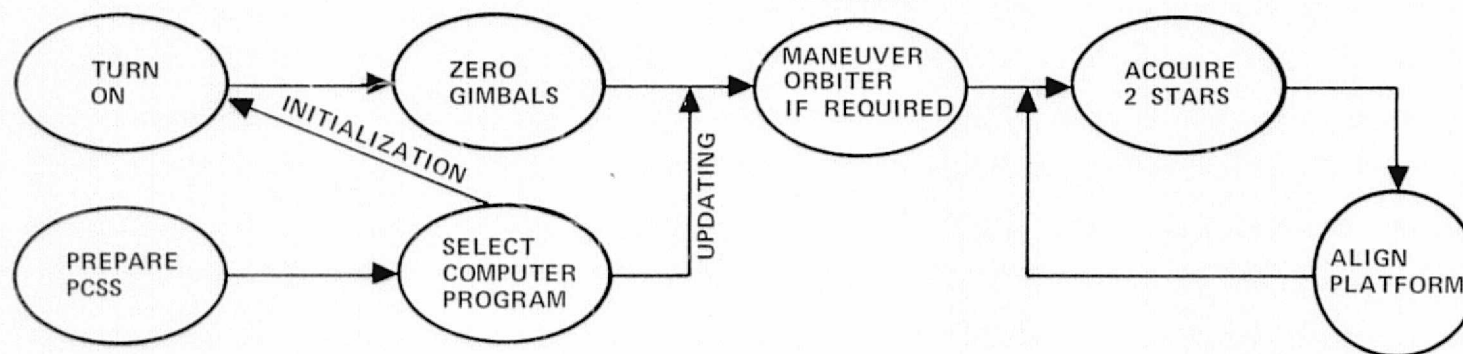 TURN
ON
INITIALIZATION
ZERO
GIMBALS
MANEUVER
ORBITER
IF REQUIRED
ACQUIRE
2 STARS
PREPARE
PCSS
SELECT
COMPUTER
PROGRAM
UPDATING
ALIGN
PLATFORM